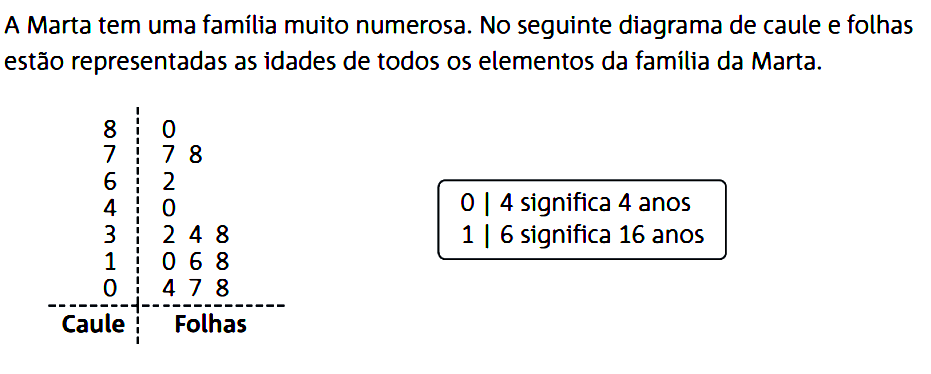 A Marta tem uma família muito numerosa. No seguinte diagrama de caule e folhas
estão representadas as idades de todos os elementos da família da Marta.
8 0
7 7 8
6 2
4 0
3 2 4 8
1 0 6 8
0 4 7 8
Caule Folhas
0 | 4 significa 4 anos
1 | 6 significa 16 anos